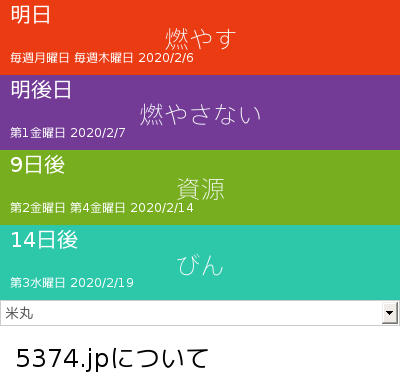 明日
燃やす
毎週月曜日 毎週木曜日 2020/2/6
明後日
燃やさない
第1金曜日 2020/2/7
9日後
資源
第2金曜日 第4金曜日 2020/2/14
14日後
びん
第3水曜日 2020/2/19
米丸
5374.jpについて